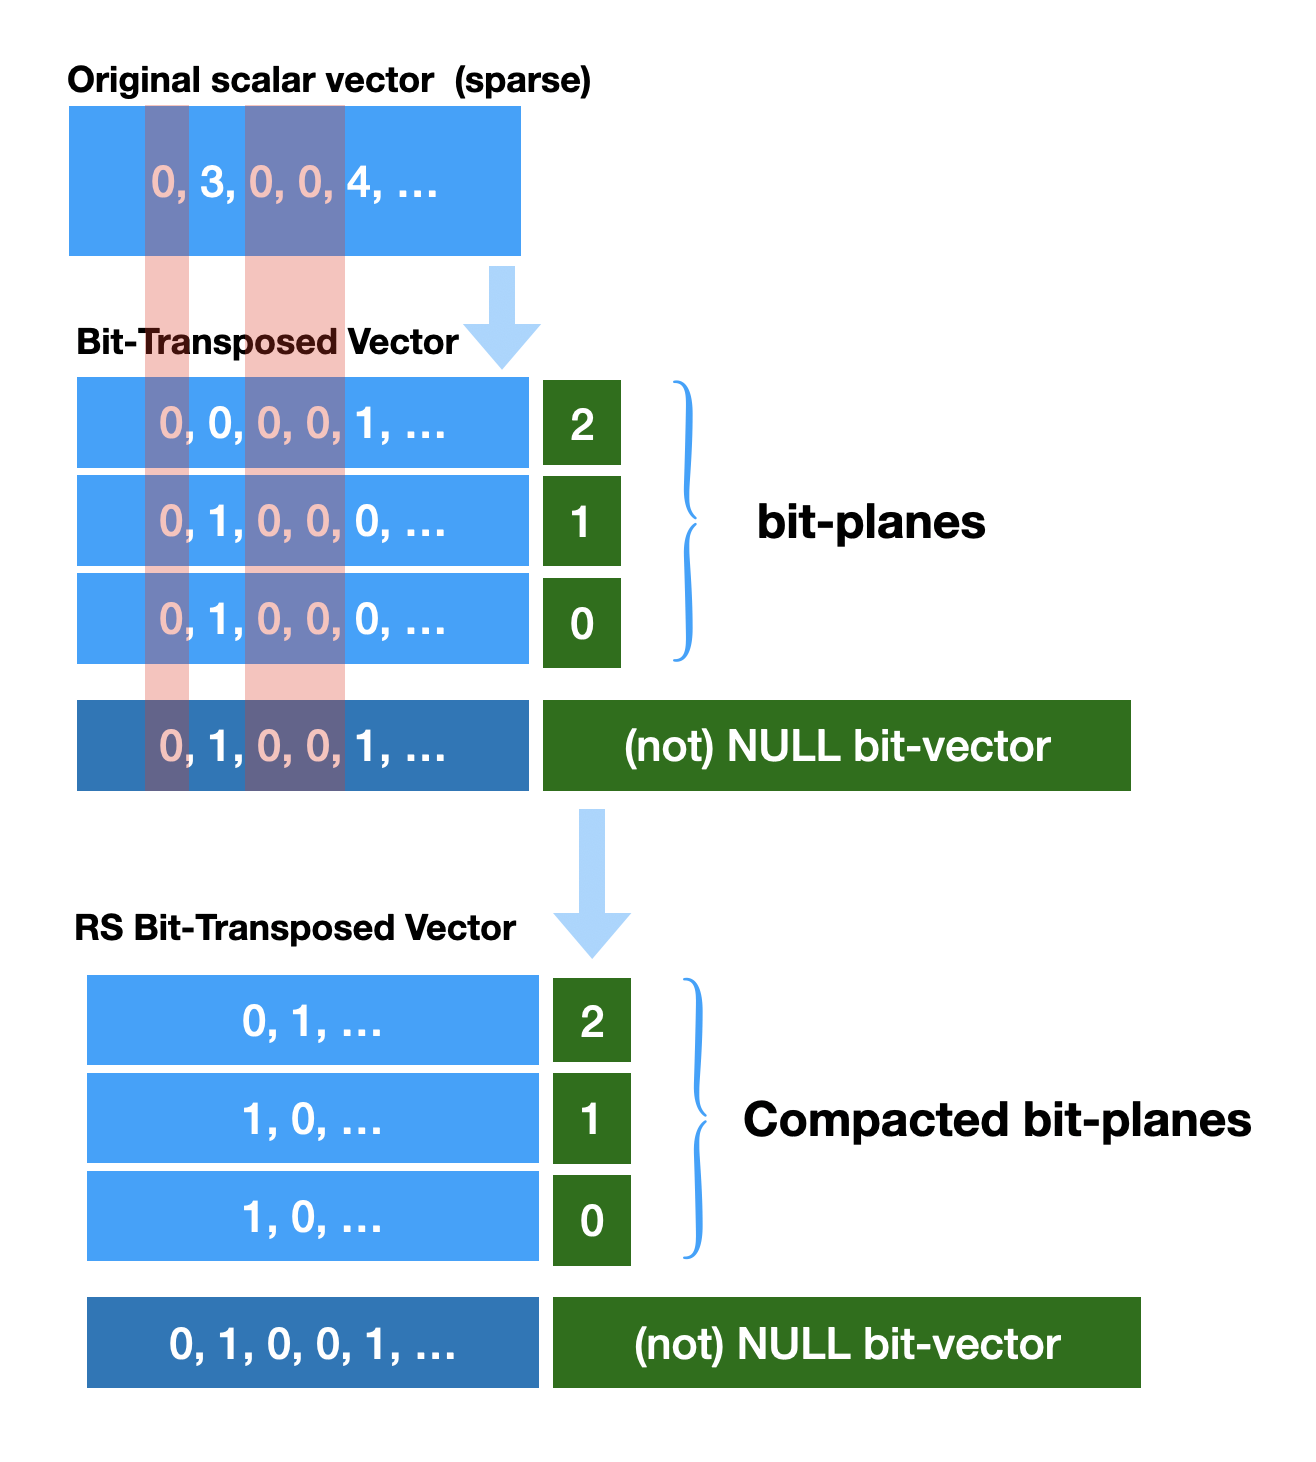 Original scalar vector (sparse)
0, 3, 0, 0, 4, ...
Bit-Transposed Vector
0, 0, 0, 0, 1, ... 2
0, 1, 0, 0, 0, ... 1
bit-planes
0, 1, 0, 0, 0, ... 0
0, 1, 0, 0, 1, ... (not) NULL bit-vector
RS Bit-Transposed Vector
0, 1, ... 2
1, 0, ... 1
Compacted bit-planes
1, 0, ... 0
0, 1, 0, 0, 1, ... (not) NULL bit-vector